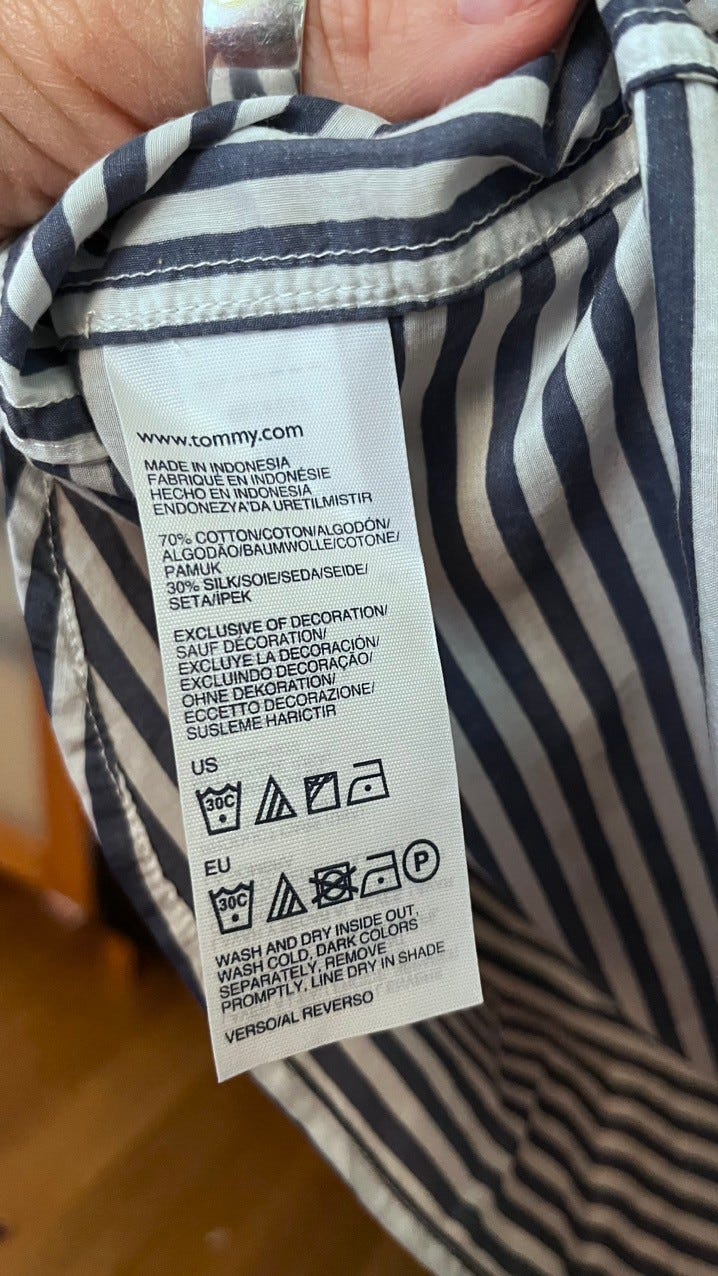 www.tommy.com
MADE IN INDONESIA
FABRIQUÉ EN INDONÉSIE
HECHO EN INDONESIA
ENDONEZYA'DA URETILMISTIR
70% COTTON/COTON/ALGODÓN/
ALGODÃO/BAUMWOLLE/COTONE/
PAMUK
30% SILK/SOIE/SEDA/SEIDE/
SETA/İPEK
EXCLUSIVE OF DECORATION/
SAUF DÉCORATION/
EXCLUYE LA DECORACIÓN/
EXCLUINDO DECORAÇÃO/
OHNE DEKORATION/
ECCETTO DECORAZIONE/
SUSLEME HARICTIR
US
30C
EU
30C P
WASH AND DRY INSIDE OUT,
WASH COLD, DARK COLORS
SEPARATELY, REMOVE
PROMPTLY, LINE DRY IN SHADE
VERSO/AL REVERSO